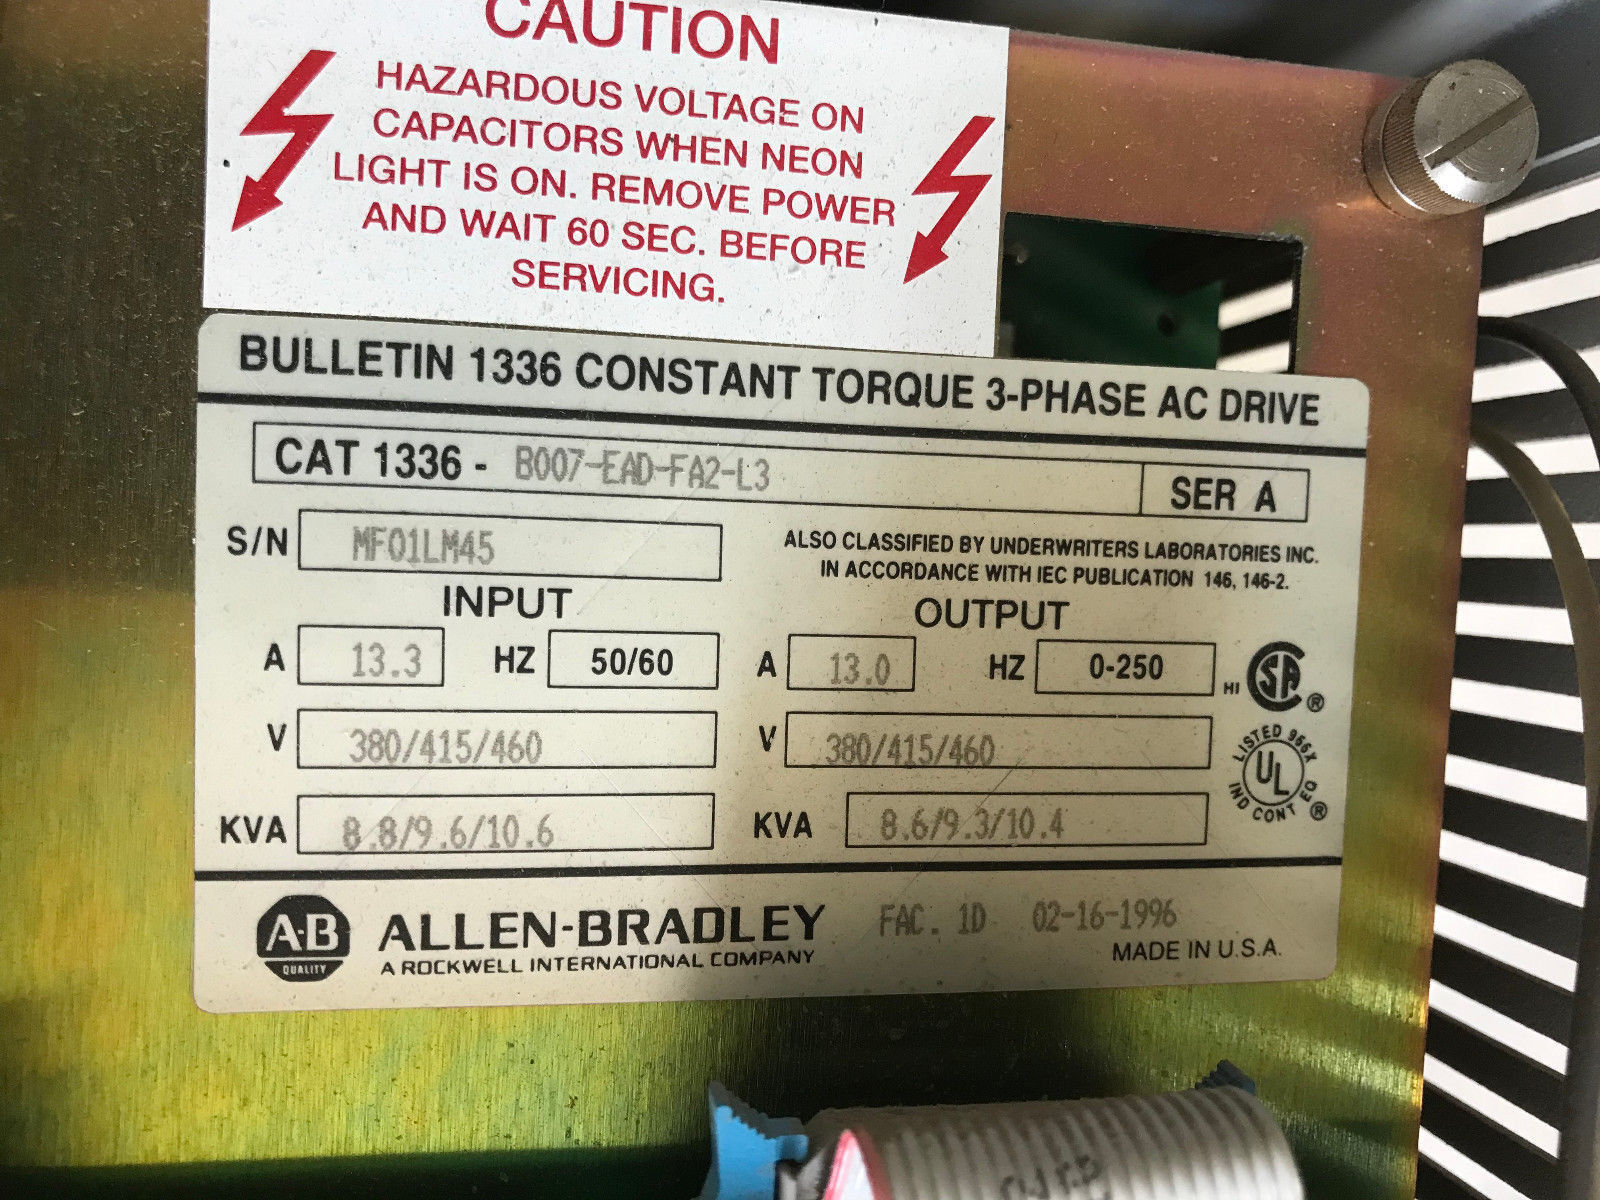 CAUTION
HAZARDOUS VOLTAGE ON
CAPACITORS WHEN NEON
LIGHT IS ON. REMOVE POWER
AND WAIT 60 SEC. BEFORE
SERVICING.
BULLETIN 1336 CONSTANT TORQUE 3-PHASE AC DRIVE
CAT 1336 - B007-EAD-FA2-L3 SER A
S/N MF01LM45
ALSO CLASSIFIED BY UNDERWRITERS LABORATORIES INC.
IN ACCORDANCE WITH IEC PUBLICATION 146, 146-2.
INPUT OUTPUT
A 13.3 HZ 50/60 A 13.0 HZ 0-250
HI SA ®
V 380/415/460 V 380/415/460
LISTED 966X
UL
IND CONT EQ ®
KVA 8.8/9.6/10.6 KVA 8.6/9.3/10.4
A-B
QUALITY
ALLEN-BRADLEY
A ROCKWELL INTERNATIONAL COMPANY
FAC. 1D 02-16-1996
MADE IN U.S.A.